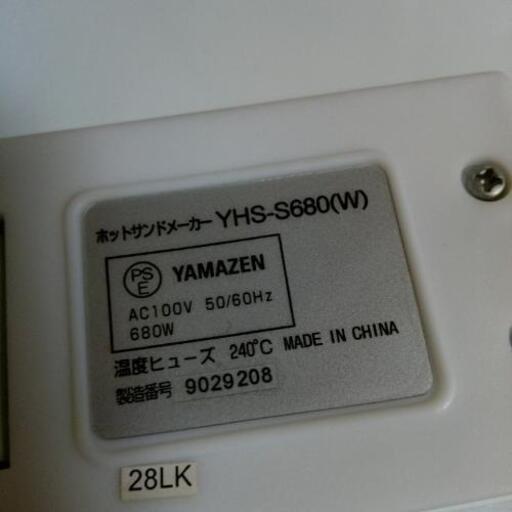 ホットサンドメーカー YHS-S680(W)
PS
E
YAMAZEN
AC100V 50/60Hz
680W
温度ヒューズ 240℃ MADE IN CHINA
製造番号 9029208
28LK